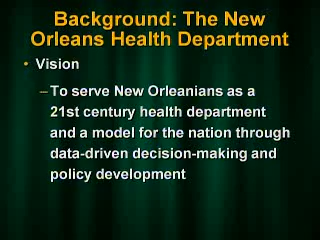 Background: The New
Orleans Health Department
• Vision
– To serve New Orleanians as a
21st century health department
and a model for the nation through
data-driven decision-making and
policy development